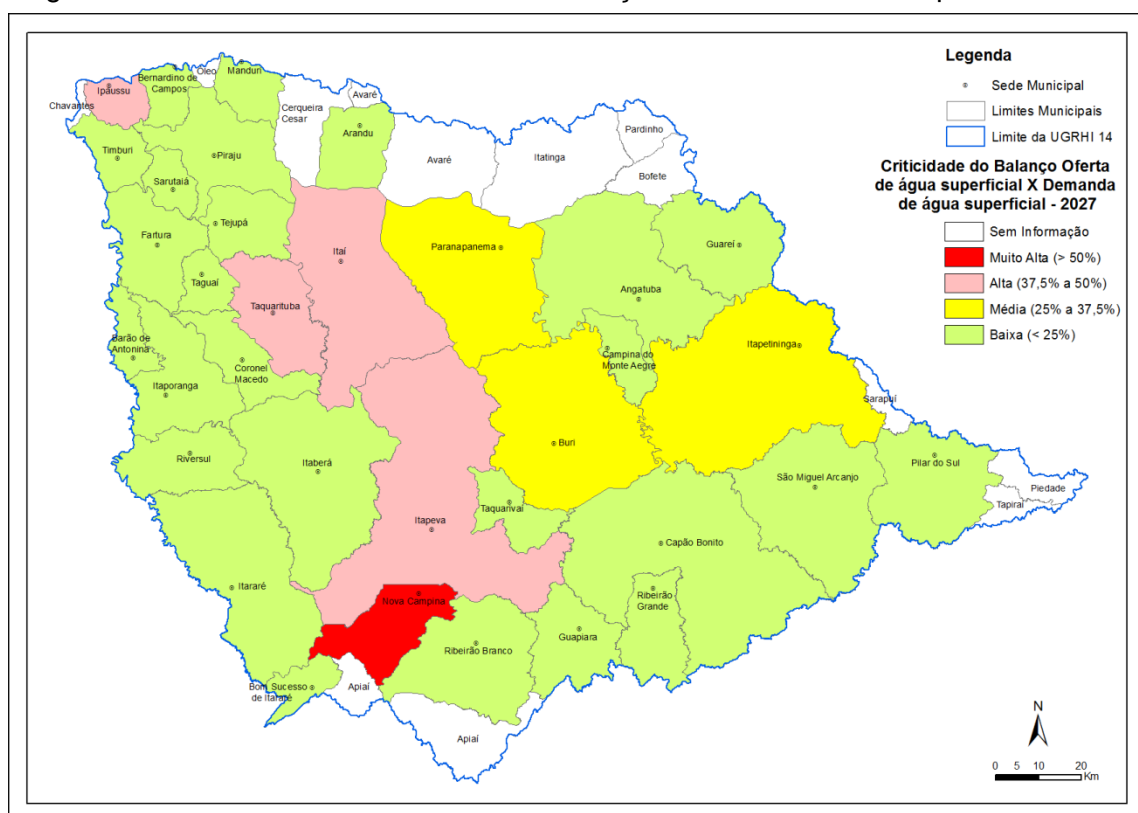 Legenda
Sede Municipal
Limites Municipais
Limite da UGRHI 14
Criticidade do Balanço Oferta
de água superficial X Demanda
de água superficial - 2027
Sem Informação
Muito Alta (> 50%)
Alta (37,5% a 50%)
Média (25% a 37,5%)
Baixa (< 25%)
Chavantes
Ipaussu
Bernardino de
Campos
Óleo
Manduri
Cerqueira
Cesar
Avaré
Arandu
Avaré
Itatinga
Pardinho
Bofete
Timburi
Piraju
Sarutaiá
Tejupá
Fartura
Taguaí
Itaí
Taquarituba
Paranapanema
Guareí
Angatuba
Barão de
Antonina
Coronel
Macedo
Itaporanga
Campina do
Monte Aegre
Itapetininga
Sarapuí
Riversul
Itaberá
Buri
Pilar do Sul
São Miguel Arcanjo
Piedade
Tapiraí
Taquarivaí
Itapeva
Capão Bonito
Itararé
Nova Campina
Ribeirão
Grande
Guapiara
Ribeirão Branco
Bom Sucesso
de Itararé
Apiaí
Apiaí
N
0 5 10 20
Km